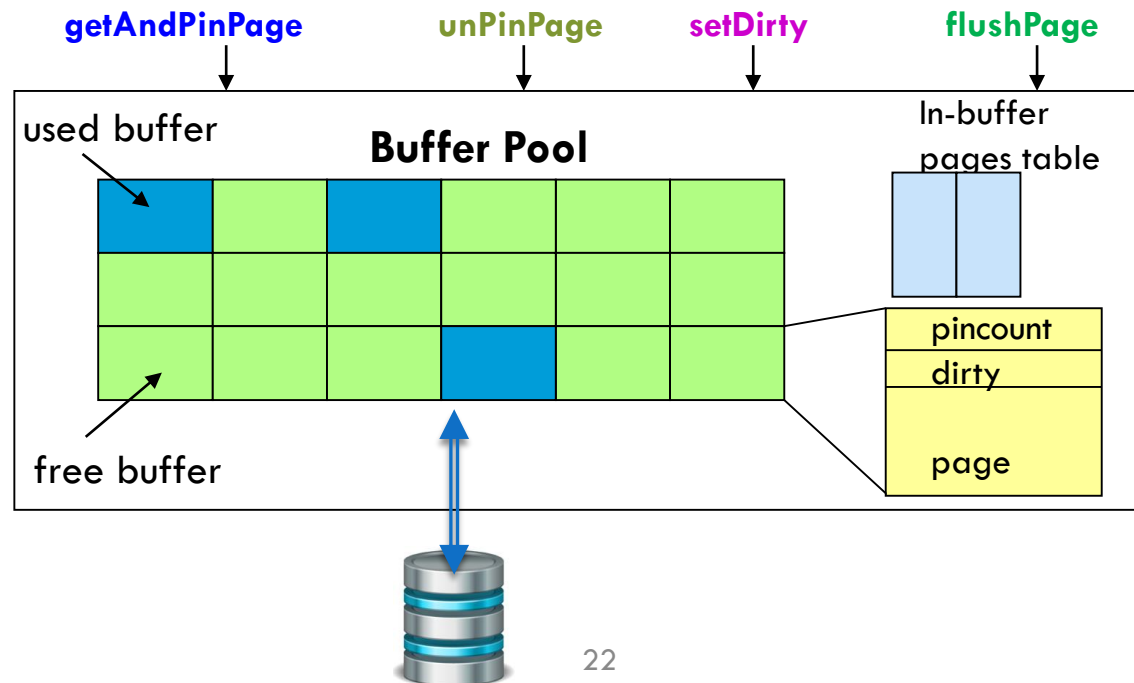 getAndPinPage
unPinPage
setDirty
flushPage
used buffer
Buffer Pool
In-buffer
pages table
pincount
dirty
page
free buffer
22